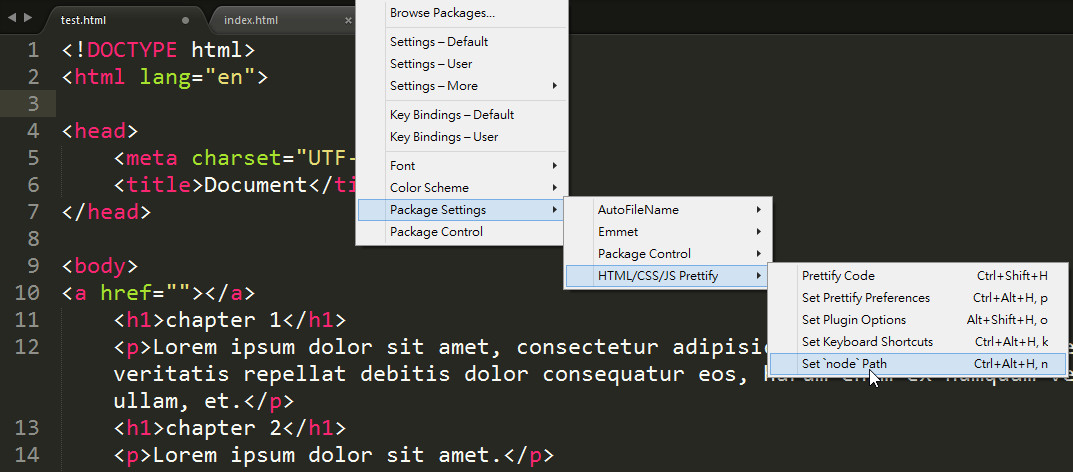 test.html
index.html
Browse Packages...
Settings – Default
Settings – User
Settings – More
Key Bindings – Default
Key Bindings – User
Font
Color Scheme
Package Settings
Package Control
AutoFileName
Emmet
Package Control
HTML/CSS/JS Prettify
Prettify Code Ctrl+Shift+H
Set Prettify Preferences Ctrl+Alt+H, p
Set Plugin Options Alt+Shift+H, o
Set Keyboard Shortcuts Ctrl+Alt+H, k
Set `node` Path Ctrl+Alt+H, n
1 <!DOCTYPE html>
2 <html lang="en">
3
4 <head>
5 <meta charset="UTF-
6 <title>Document</ti
7 </head>
8
9 <body>
10 <a href=""></a>
11 <h1>chapter 1</h1>
12 <p>Lorem ipsum dolor sit amet, consectetur adipisi
veritatis repellat debitis dolor consequatur eos,
ullam, et.</p>
13 <h1>chapter 2</h1>
14 <p>Lorem ipsum dolor sit amet.</p>